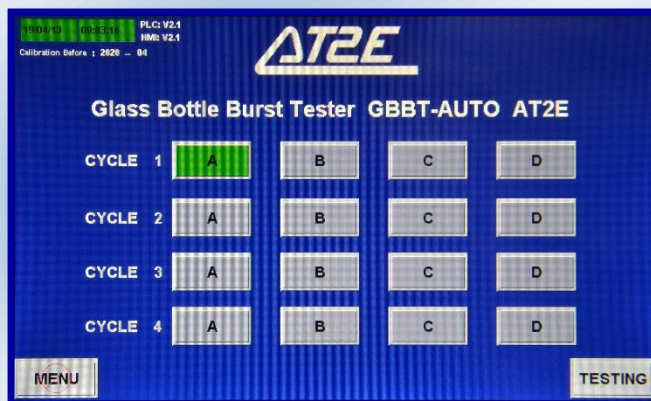 19/04/13 09:03:16 PLC: V2.1
HMI: V2.1
Calibration Before : 2020 -- 04
AT2E
Glass Bottle Burst Tester GBBT-AUTO AT2E
CYCLE 1 A B C D
CYCLE 2 A B C D
CYCLE 3 A B C D
CYCLE 4 A B C D
MENU TESTING